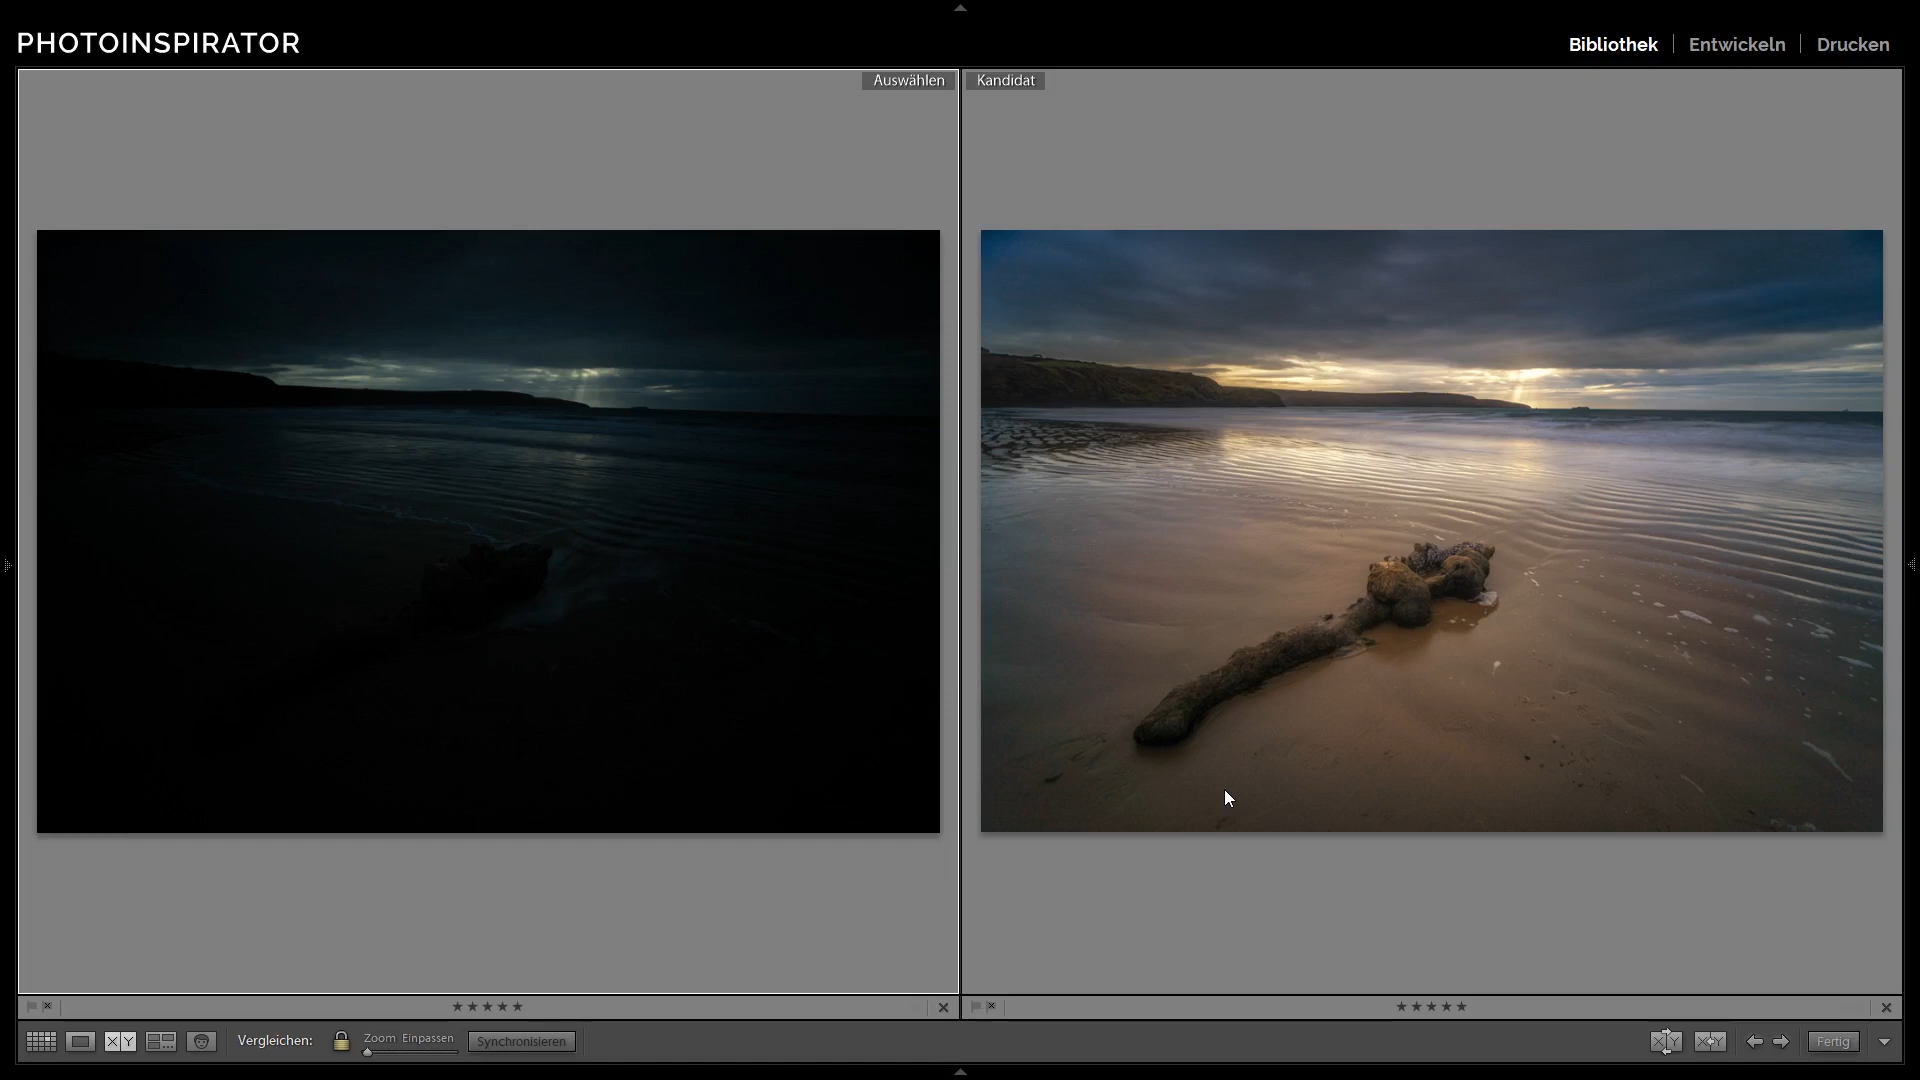 PHOTOINSPIRATOR
Bibliothek
Entwickeln
Drucken
Auswählen
Kandidat
X Y
Vergleichen:
Zoom Einpassen
Synchronisieren
X Y
X Y
Fertig